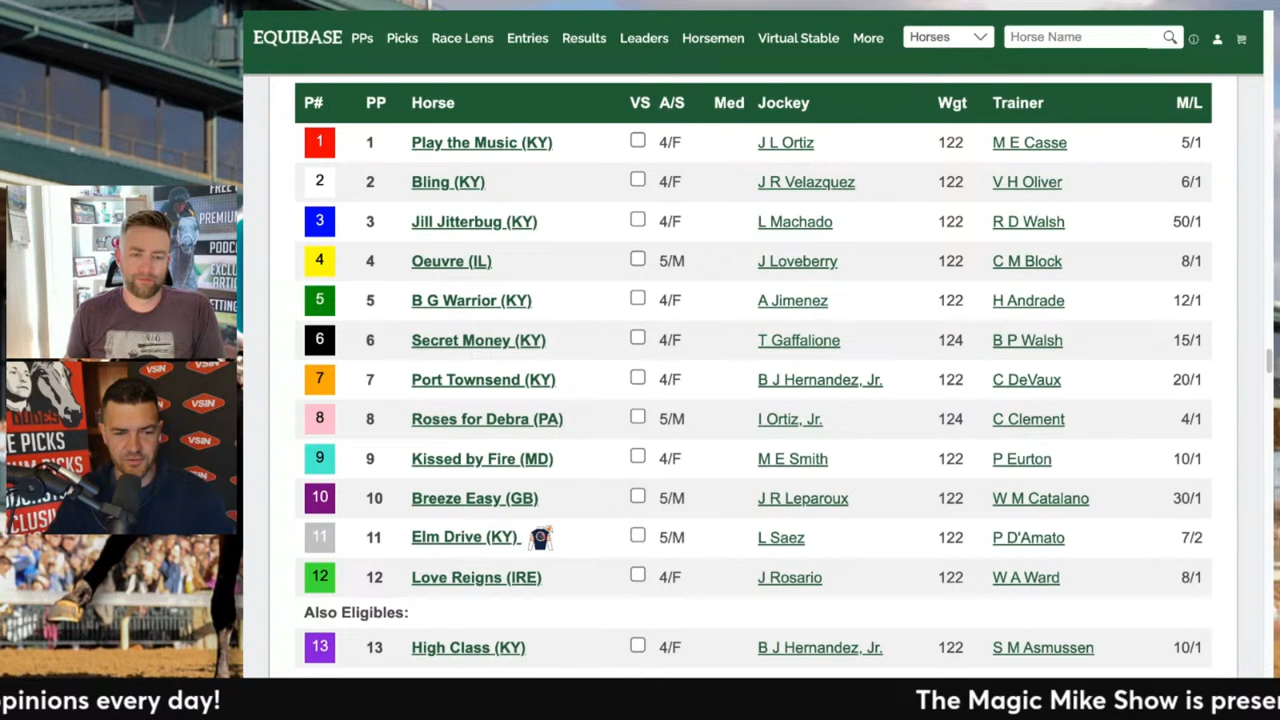 EQUIBASE PPs Picks Race Lens Entries Results Leaders Horsemen Virtual Stable More Horses Horse Name
P# PP Horse VS A/S Med Jockey Wgt Trainer M/L
1 1 Play the Music (KY) 4/F J L Ortiz 122 M E Casse 5/1
2 2 Bling (KY) 4/F J R Velazquez 122 V H Oliver 6/1
3 3 Jill Jitterbug (KY) 4/F L Machado 122 R D Walsh 50/1
4 4 Oeuvre (IL) 5/M J Loveberry 122 C M Block 8/1
5 5 B G Warrior (KY) 4/F A Jimenez 122 H Andrade 12/1
6 6 Secret Money (KY) 4/F T Gaffalione 124 B P Walsh 15/1
7 7 Port Townsend (KY) 4/F B J Hernandez, Jr. 122 C DeVaux 20/1
8 8 Roses for Debra (PA) 5/M I Ortiz, Jr. 124 C Clement 4/1
9 9 Kissed by Fire (MD) 4/F M E Smith 122 P Eurton 10/1
10 10 Breeze Easy (GB) 5/M J R Leparoux 122 W M Catalano 30/1
11 11 Elm Drive (KY) 5/M L Saez 122 P D'Amato 7/2
12 12 Love Reigns (IRE) 4/F J Rosario 122 W A Ward 8/1
Also Eligibles:
13 13 High Class (KY) 4/F B J Hernandez, Jr. 122 S M Asmussen 10/1
PREMIUM
PODC
EXCLU
ARTIC
ETTING
VSiN
VSiN
VSiN
DUDES
E PICKS
pinions every day!
The Magic Mike Show is presen